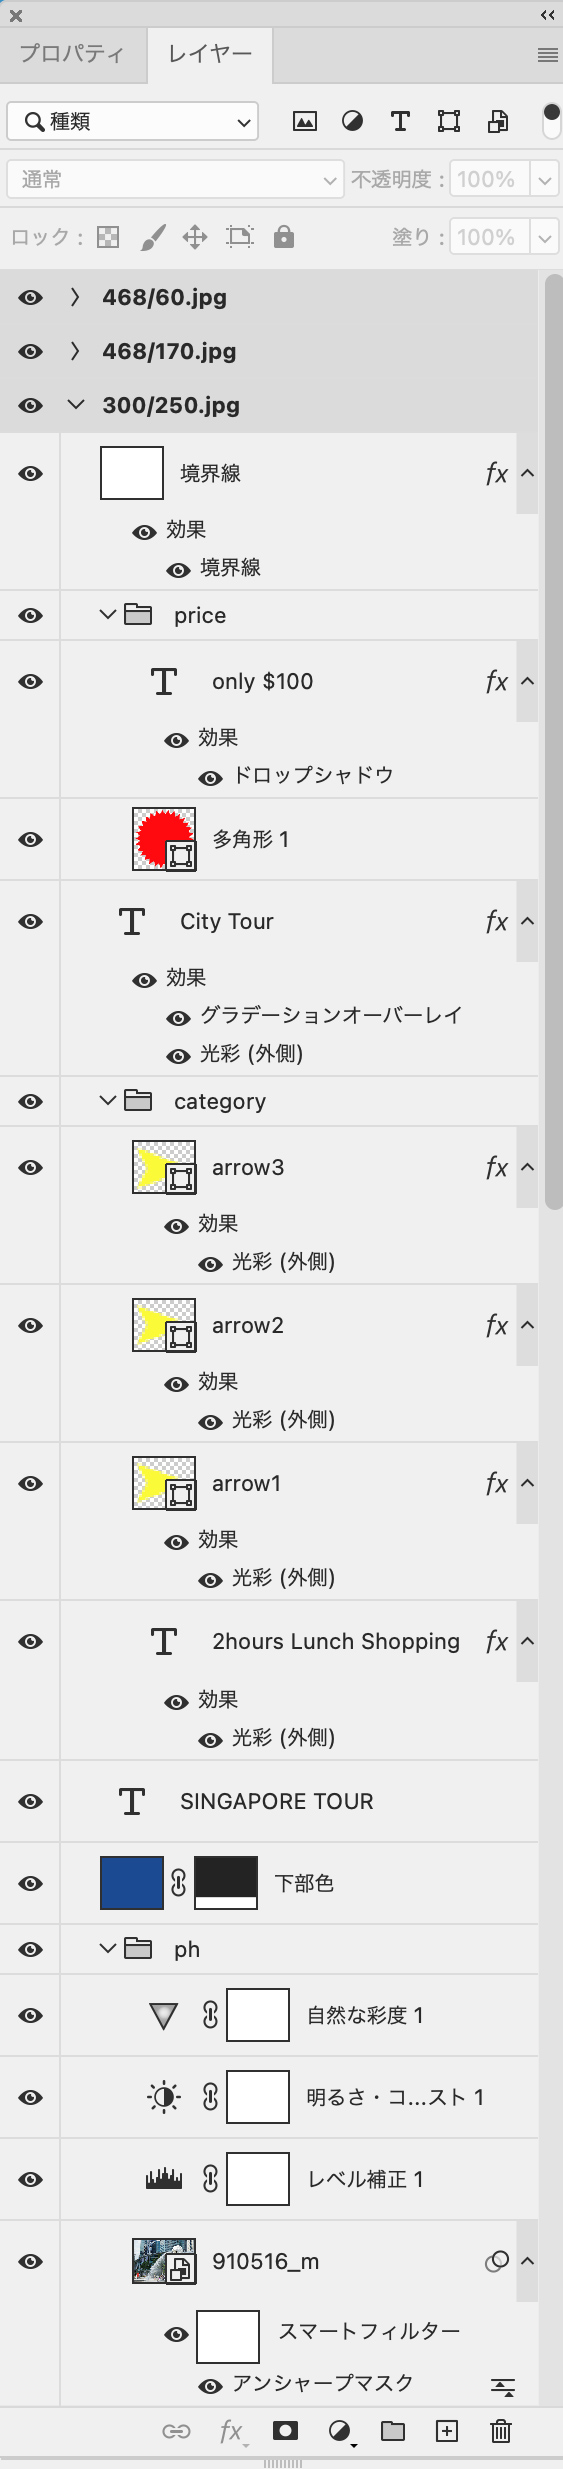 プロパティ レイヤー
種類
通常 不透明度： 100%
ロック： 塗り： 100%
468/60.jpg
468/170.jpg
300/250.jpg
境界線 fx
効果
境界線
price
only $100 fx
効果
ドロップシャドウ
多角形 1
City Tour fx
効果
グラデーションオーバーレイ
光彩 (外側)
category
arrow3 fx
効果
光彩 (外側)
arrow2 fx
効果
光彩 (外側)
arrow1 fx
効果
光彩 (外側)
2hours Lunch Shopping fx
効果
光彩 (外側)
SINGAPORE TOUR
下部色
ph
自然な彩度 1
明るさ・コ...スト 1
レベル補正 1
910516_m
スマートフィルター
アンシャープマスク
fx